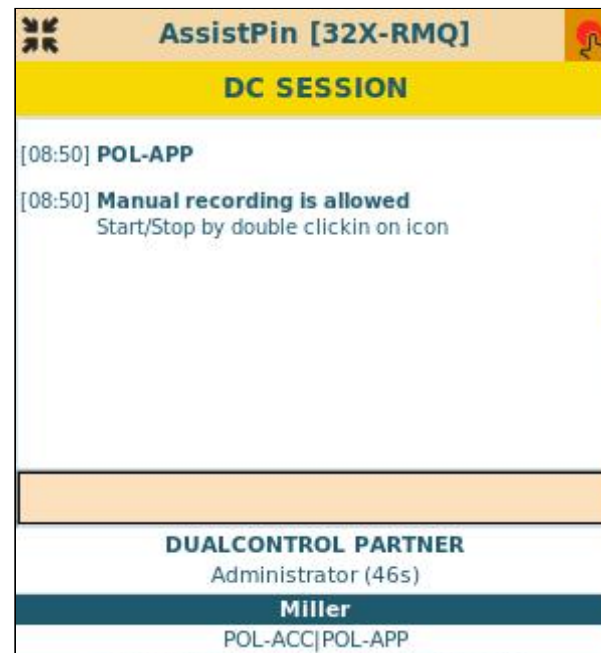 AssistPin [32X-RMQ]
DC SESSION
[08:50] POL-APP
[08:50] Manual recording is allowed
Start/Stop by double clickin on icon
DUALCONTROL PARTNER
Administrator (46s)
Miller
POL-ACC|POL-APP